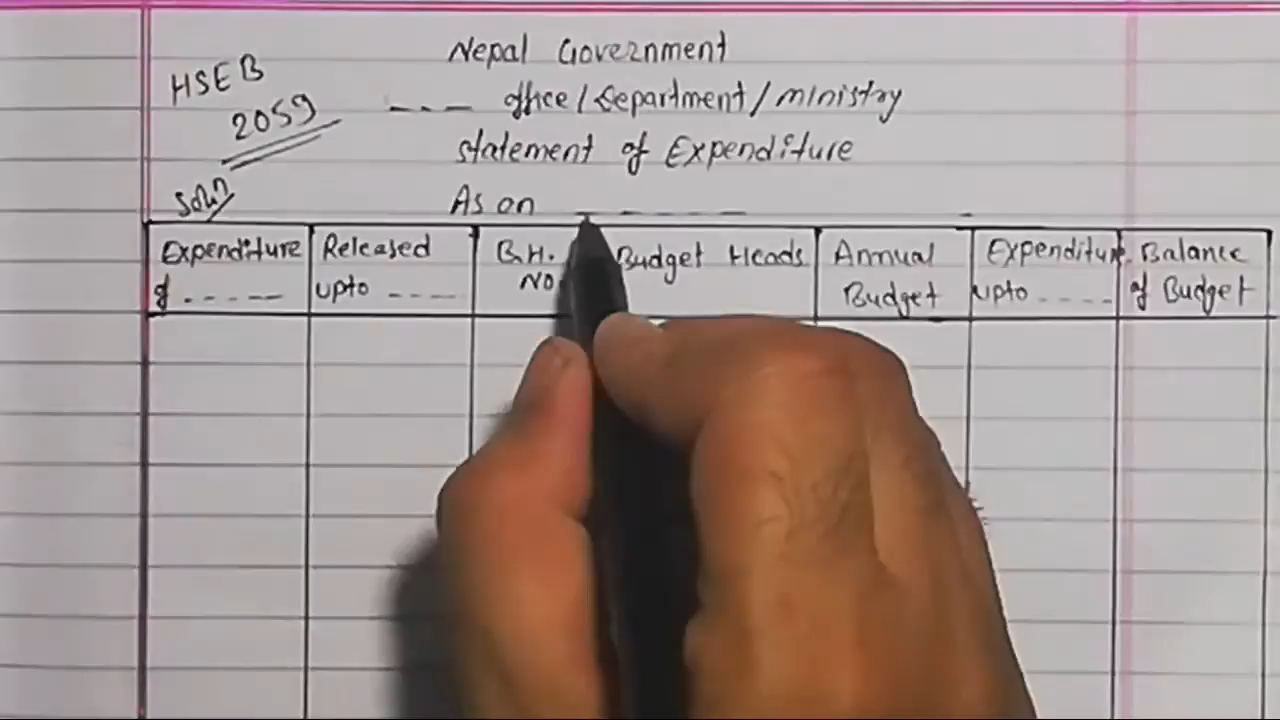 HSEB
2059
Nepal Government
---- office/Department/ministry
statement of Expenditure
As on ------
Soln
Expenditure of ----- Released upto ---- B.H. No. Budget Heads Annual Budget Expenditure upto ---- Balance of Budget